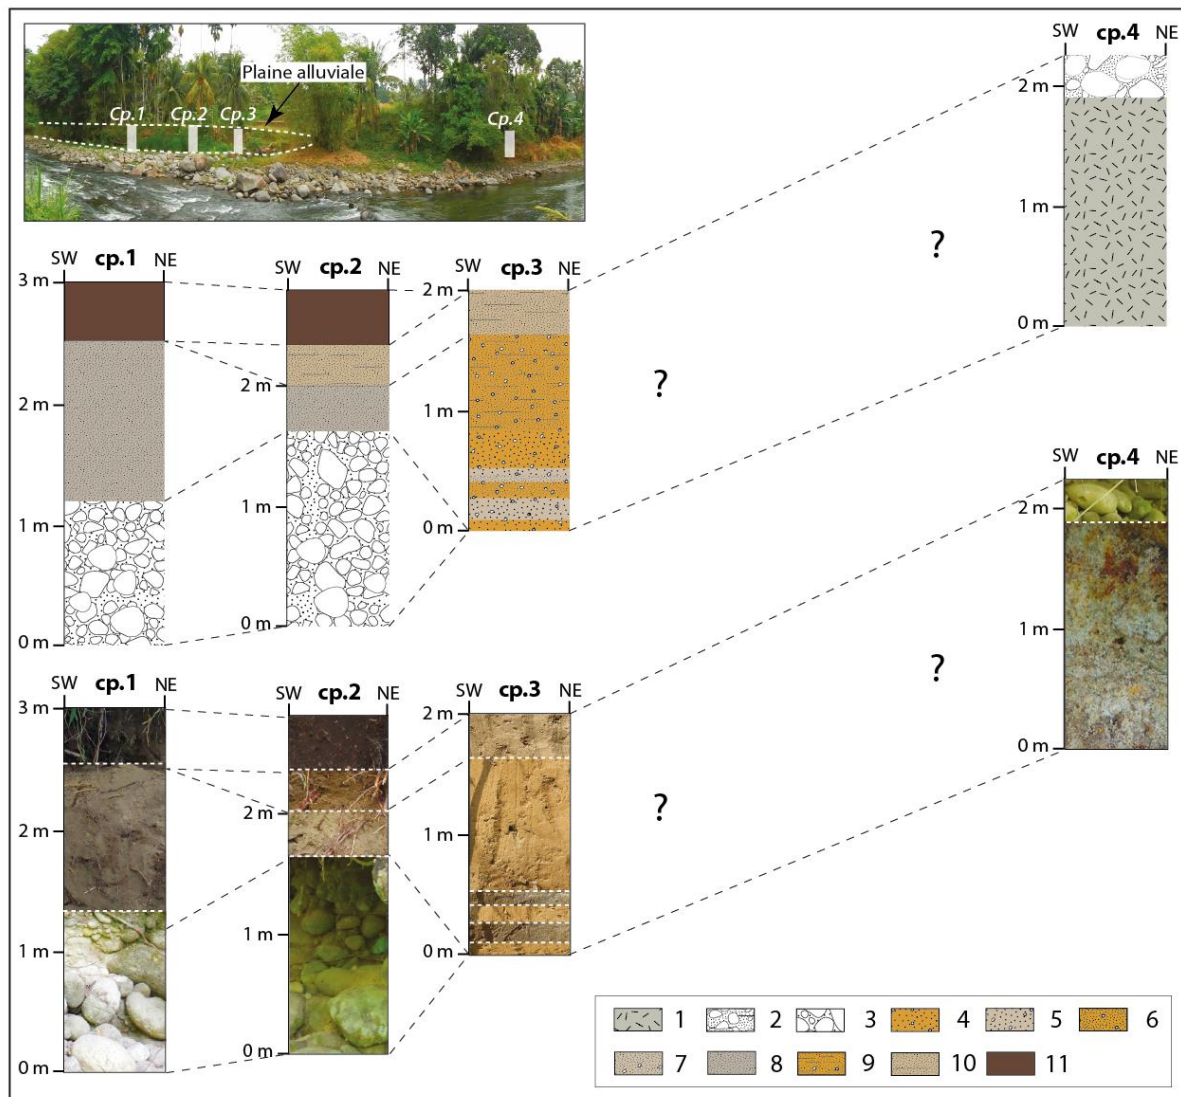 Plaine alluviale
Cp.1
Cp.2
Cp.3
Cp.4
SW cp.4 NE
2 m
1 m
0 m
?
SW cp.1 NE
3 m
2 m
1 m
0 m
SW cp.2 NE
2 m
1 m
0 m
SW cp.3 NE
2 m
1 m
0 m
?
SW cp.4 NE
2 m
1 m
0 m
?
SW cp.1 NE
3 m
2 m
1 m
0 m
SW cp.2 NE
2 m
1 m
0 m
SW cp.3 NE
2 m
1 m
0 m
?
1 2 3 4 5 6
7 8 9 10 11